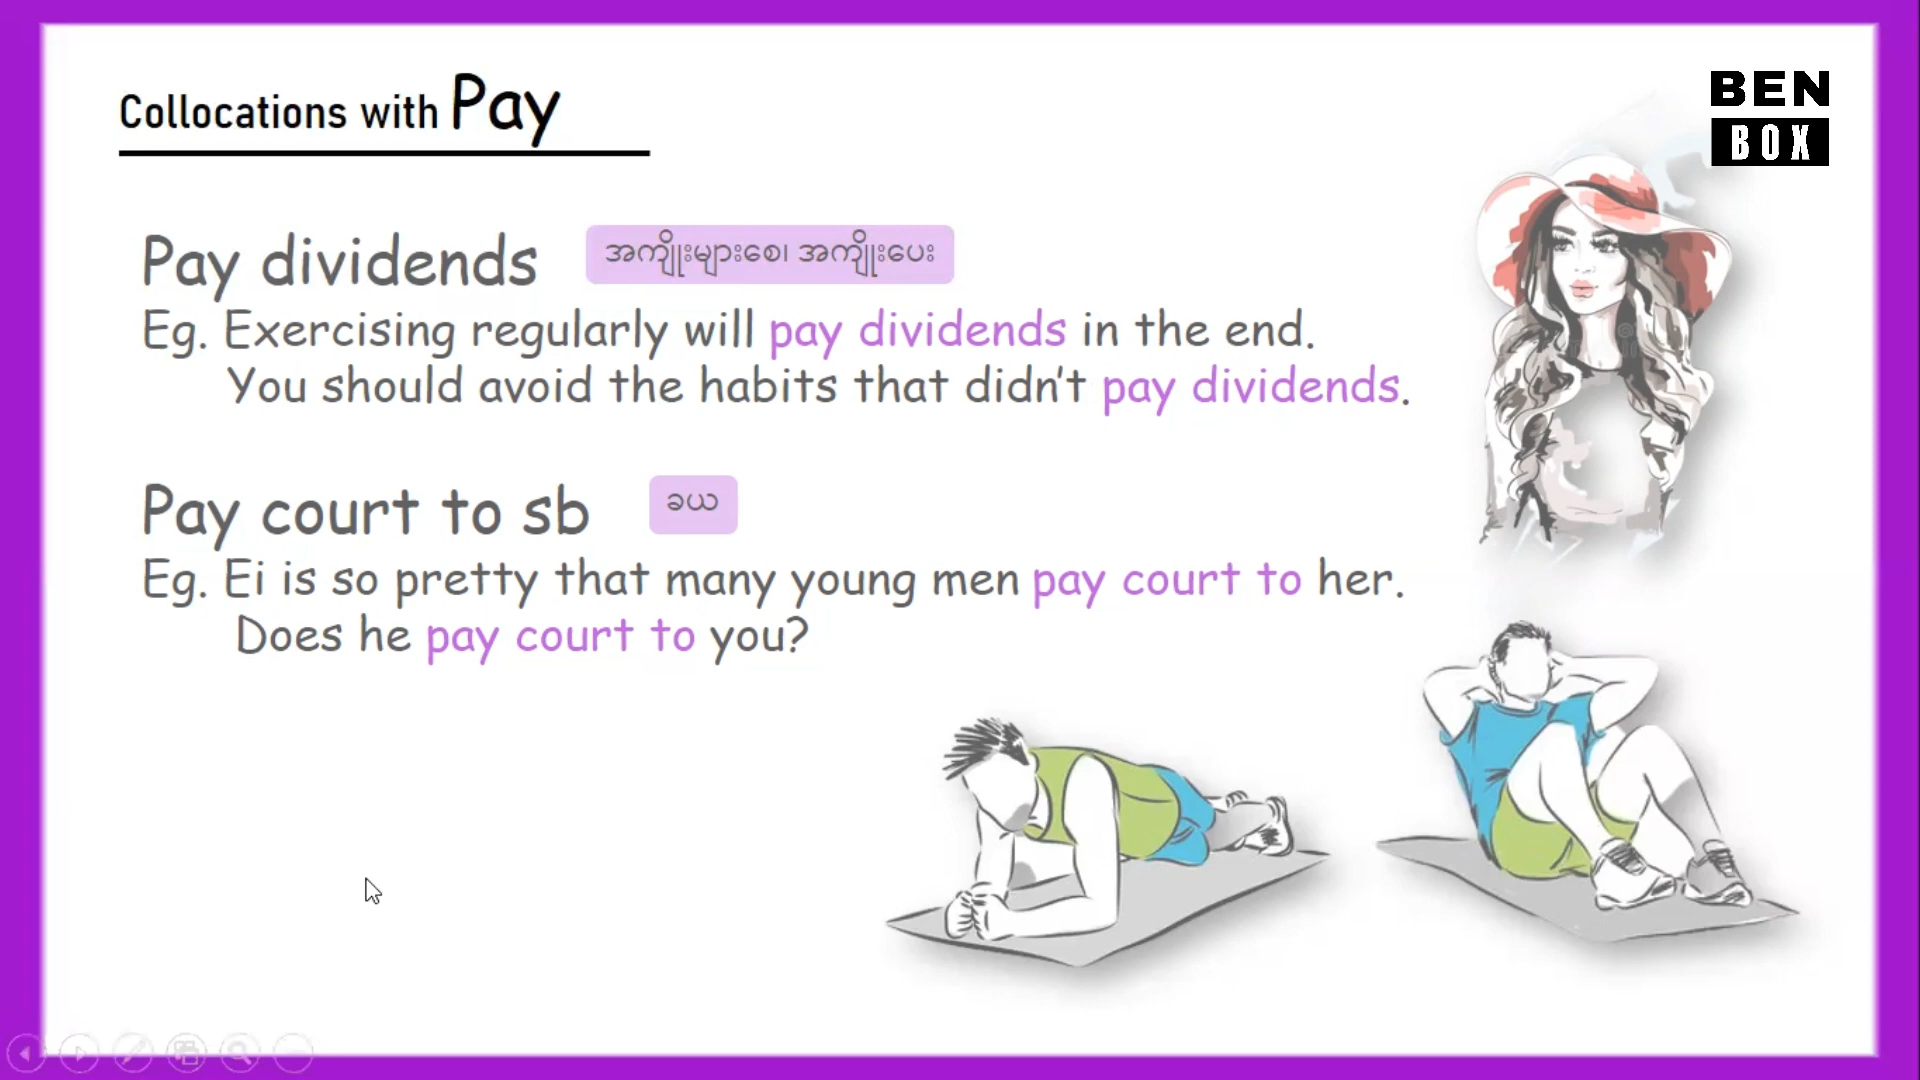 Collocations with Pay
BEN
BOX
Pay dividends အကျိုးများစေ၊ အကျိုးပေး
Eg. Exercising regularly will pay dividends in the end.
You should avoid the habits that didn't pay dividends.
Pay court to sb ခယ
Eg. Ei is so pretty that many young men pay court to her.
Does he pay court to you?